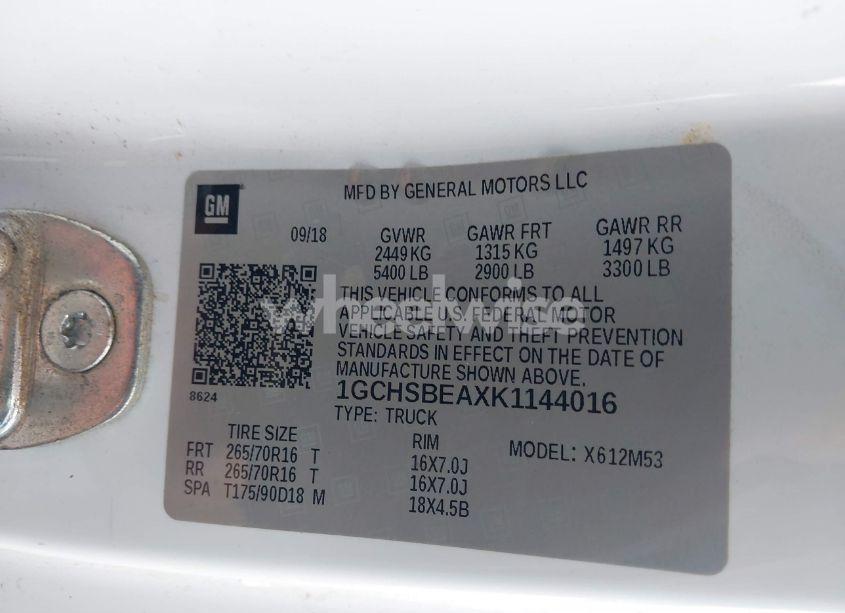 GM
MFD BY GENERAL MOTORS LLC
09/18 GVWR GAWR FRT GAWR RR
2449 KG 1315 KG 1497 KG
5400 LB 2900 LB 3300 LB
THIS VEHICLE CONFORMS TO ALL
APPLICABLE U.S. FEDERAL MOTOR
VEHICLE SAFETY AND THEFT PREVENTION
STANDARDS IN EFFECT ON THE DATE OF
MANUFACTURE SHOWN ABOVE.
8624 1GCHSBEAXK1144016
TYPE: TRUCK
TIRE SIZE RIM MODEL: X612M53
FRT 265/70R16 T 16X7.0J
RR 265/70R16 T 16X7.0J
SPA T175/90D18 M 18X4.5B
wheelwise